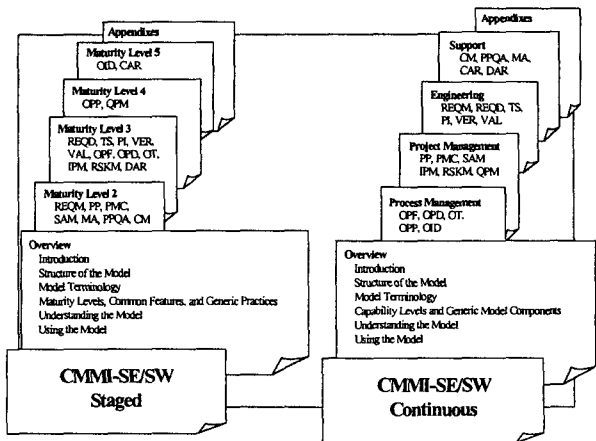 Appendixes
Maturity Level 5
OID, CAR
Maturity Level 4
OPP, QPM
Maturity Level 3
REQD, TS, PI, VER,
VAL, OPF, OPD, OT,
IPM, RSKM, DAR
Maturity Level 2
REQM, PP, PMC,
SAM, MA, PPQA, CM
Overview
Introduction
Structure of the Model
Model Terminology
Maturity Levels, Common Features, and Generic Practices
Understanding the Model
Using the Model
CMMI-SE/SW
Staged
Appendixes
Support
CM, PPQA, MA,
CAR, DAR
Engineering
REQM, REQD, TS,
PI, VER, VAL
Project Management
PP, PMC, SAM
IPM, RSKM, QPM
Process Management
OPF, OPD, OT,
OPP, OID
Overview
Introduction
Structure of the Model
Model Terminology
Capability Levels and Generic Model Components
Understanding the Model
Using the Model
CMMI-SE/SW
Continuous